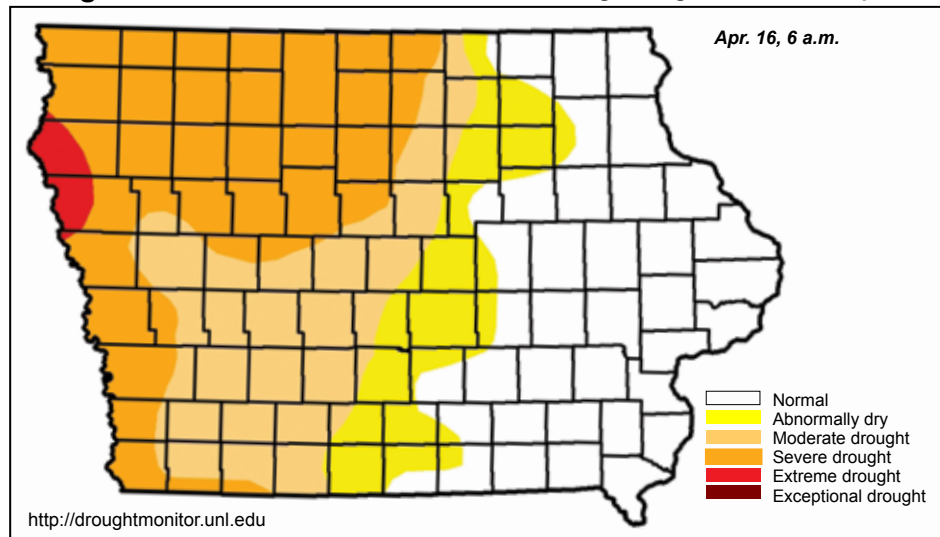 Apr. 16, 6 a.m.
Normal
Abnormally dry
Moderate drought
Severe drought
Extreme drought
Exceptional drought
http://droughtmonitor.unl.edu